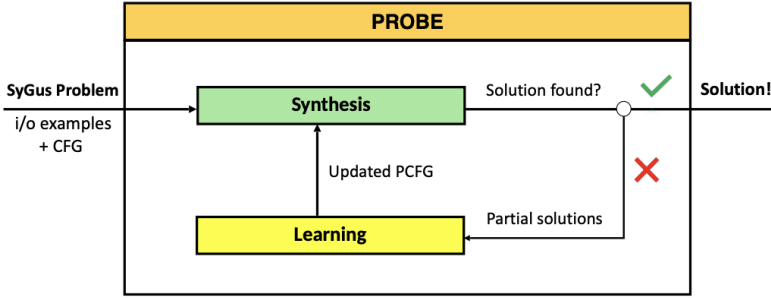 PROBE
SyGus Problem
i/o examples
+ CFG
Synthesis
Solution found?
Solution!
Updated PCFG
Partial solutions
Learning